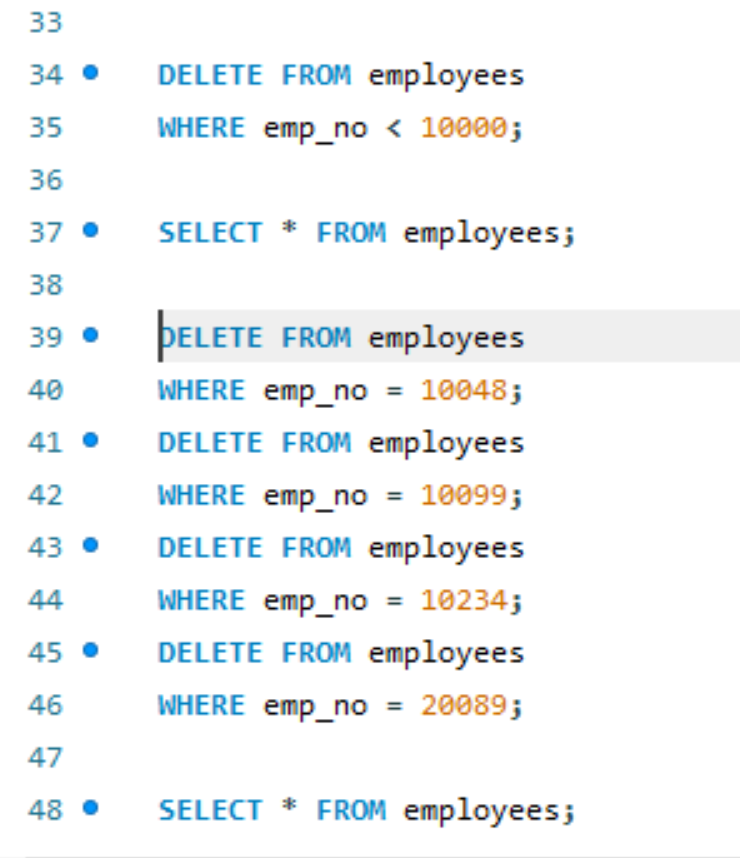 33
34 DELETE FROM employees
35 WHERE emp_no < 10000;
36
37 SELECT * FROM employees;
38
39 DELETE FROM employees
40 WHERE emp_no = 10048;
41 DELETE FROM employees
42 WHERE emp_no = 10099;
43 DELETE FROM employees
44 WHERE emp_no = 10234;
45 DELETE FROM employees
46 WHERE emp_no = 20089;
47
48 SELECT * FROM employees;